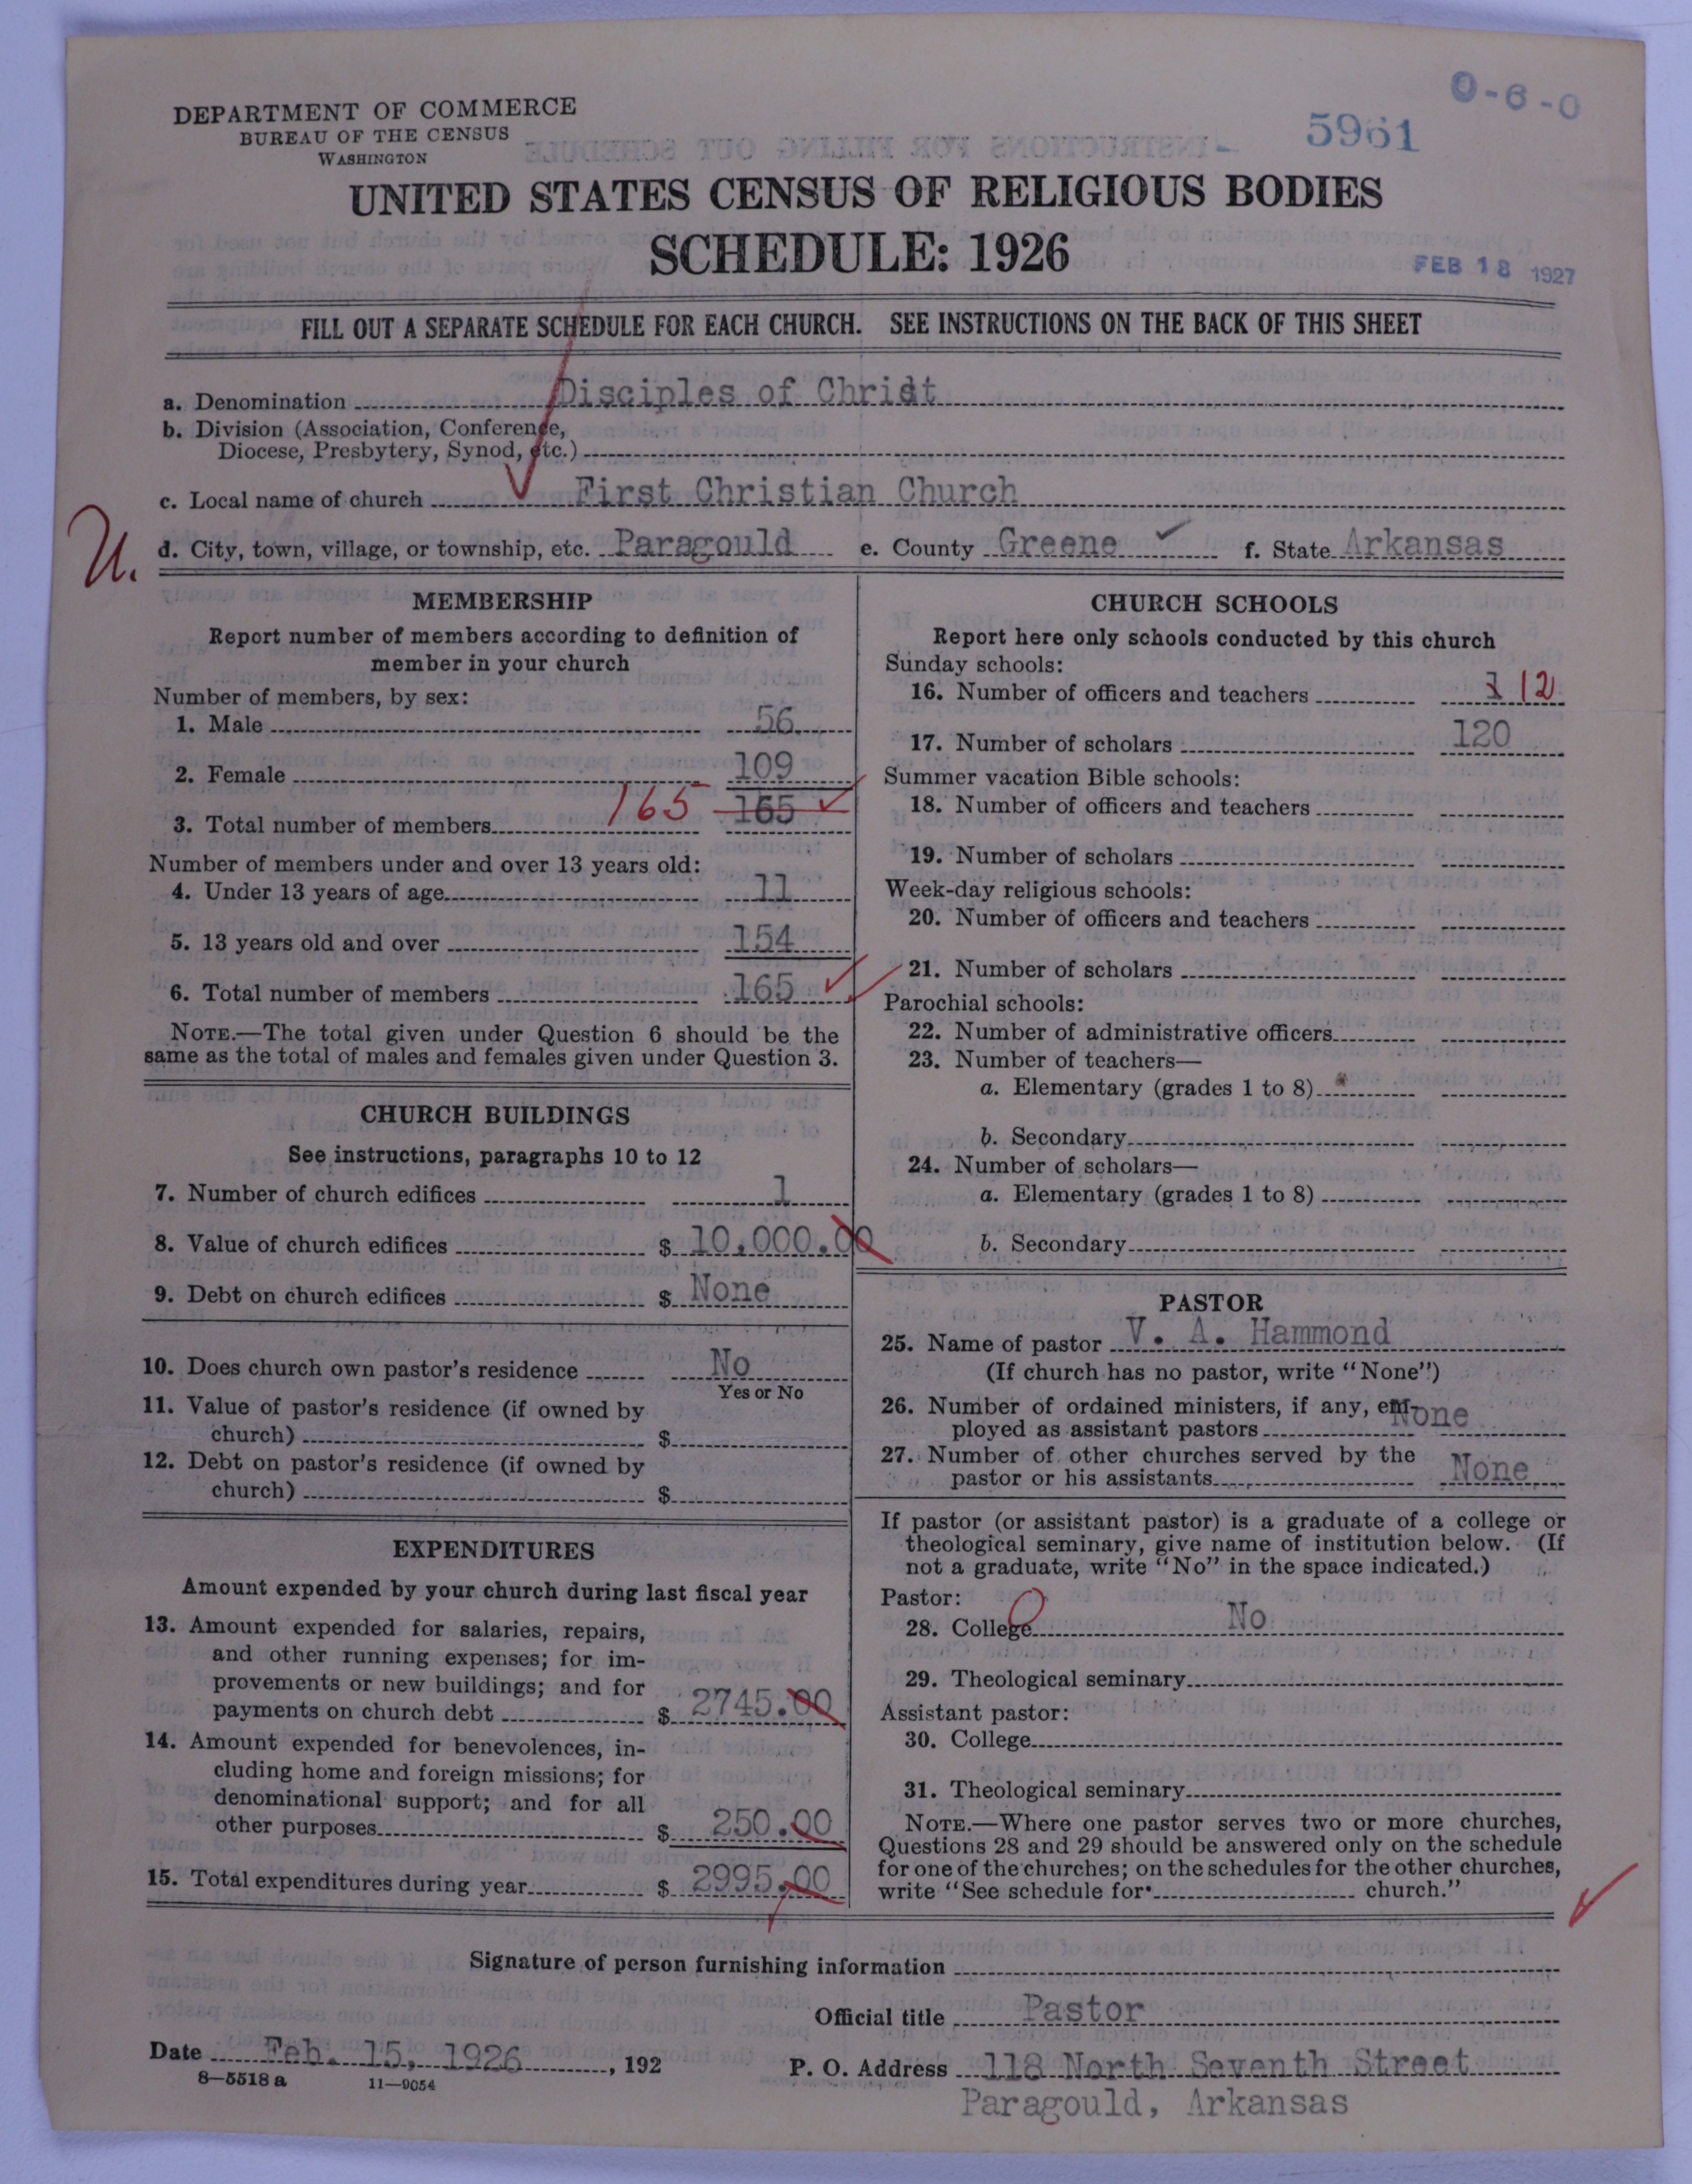 0-6-0
5961
DEPARTMENT OF COMMERCE
BUREAU OF THE CENSUS
WASHINGTON
UNITED STATES CENSUS OF RELIGIOUS BODIES
SCHEDULE: 1926
FEB 18 1927
FILL OUT A SEPARATE SCHEDULE FOR EACH CHURCH. SEE INSTRUCTIONS ON THE BACK OF THIS SHEET
a. Denomination Disciples of Christ
b. Division (Association, Conference,
Diocese, Presbytery, Synod, etc.)
c. Local name of church First Christian Church
U.
d. City, town, village, or township, etc. Paragould e. County Greene f. State Arkansas
MEMBERSHIP
Report number of members according to definition of
member in your church
Number of members, by sex:
1. Male 56
2. Female 109
3. Total number of members 165 165
Number of members under and over 13 years old:
4. Under 13 years of age 11
5. 13 years old and over 154
6. Total number of members 165
NOTE.—The total given under Question 6 should be the
same as the total of males and females given under Question 3.
CHURCH BUILDINGS
See instructions, paragraphs 10 to 12
7. Number of church edifices 1
8. Value of church edifices $ 10,000.00
9. Debt on church edifices $ None
10. Does church own pastor's residence No
Yes or No
11. Value of pastor's residence (if owned by
church) $
12. Debt on pastor's residence (if owned by
church) $
EXPENDITURES
Amount expended by your church during last fiscal year
13. Amount expended for salaries, repairs,
and other running expenses; for im-
provements or new buildings; and for
payments on church debt $ 2745.00
14. Amount expended for benevolences, in-
cluding home and foreign missions; for
denominational support; and for all
other purposes $ 250.00
15. Total expenditures during year $ 2995.00
CHURCH SCHOOLS
Report here only schools conducted by this church
Sunday schools:
16. Number of officers and teachers 12
17. Number of scholars 120
Summer vacation Bible schools:
18. Number of officers and teachers
19. Number of scholars
Week-day religious schools:
20. Number of officers and teachers
21. Number of scholars
Parochial schools:
22. Number of administrative officers
23. Number of teachers—
a. Elementary (grades 1 to 8)
b. Secondary
24. Number of scholars—
a. Elementary (grades 1 to 8)
b. Secondary
PASTOR
25. Name of pastor V. A. Hammond
(If church has no pastor, write "None")
26. Number of ordained ministers, if any, em-
ployed as assistant pastors None
27. Number of other churches served by the
pastor or his assistants None
If pastor (or assistant pastor) is a graduate of a college or
theological seminary, give name of institution below. (If
not a graduate, write "No" in the space indicated.)
Pastor:
28. College No
29. Theological seminary
Assistant pastor:
30. College
31. Theological seminary
NOTE.—Where one pastor serves two or more churches,
Questions 28 and 29 should be answered only on the schedule
for one of the churches; on the schedules for the other churches,
write "See schedule for church."
Signature of person furnishing information
Official title Pastor
Date Feb. 15, 1926, 192
P. O. Address 118 North Seventh Street
Paragould, Arkansas
8—5518 a 11—9054